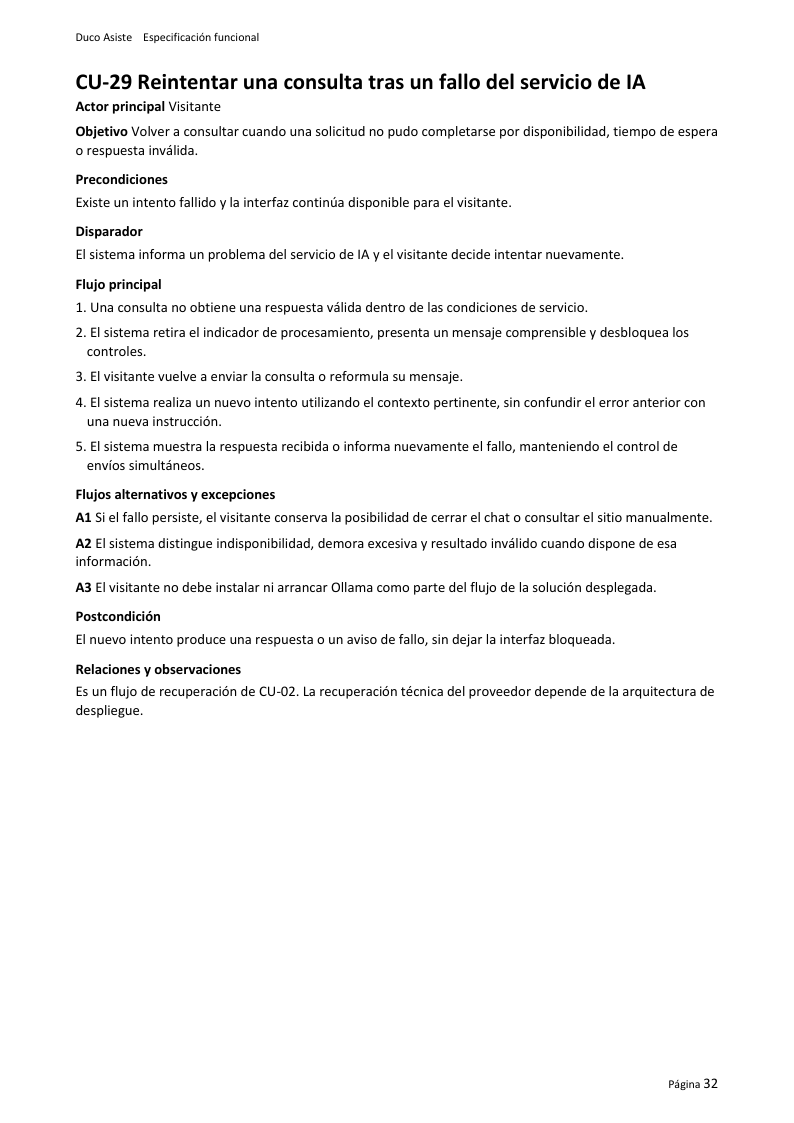 Duco Asiste    Especificación funcional
CU-29 Reintentar una consulta tras un fallo del servicio de IA
Actor principal Visitante
Objetivo Volver a consultar cuando una solicitud no pudo completarse por disponibilidad, tiempo de espera
o respuesta inválida.
Precondiciones
Existe un intento fallido y la interfaz continúa disponible para el visitante.
Disparador
El sistema informa un problema del servicio de IA y el visitante decide intentar nuevamente.
Flujo principal
1. Una consulta no obtiene una respuesta válida dentro de las condiciones de servicio.
2. El sistema retira el indicador de procesamiento, presenta un mensaje comprensible y desbloquea los
controles.
3. El visitante vuelve a enviar la consulta o reformula su mensaje.
4. El sistema realiza un nuevo intento utilizando el contexto pertinente, sin confundir el error anterior con
una nueva instrucción.
5. El sistema muestra la respuesta recibida o informa nuevamente el fallo, manteniendo el control de
envíos simultáneos.
Flujos alternativos y excepciones
A1 Si el fallo persiste, el visitante conserva la posibilidad de cerrar el chat o consultar el sitio manualmente.
A2 El sistema distingue indisponibilidad, demora excesiva y resultado inválido cuando dispone de esa
información.
A3 El visitante no debe instalar ni arrancar Ollama como parte del flujo de la solución desplegada.
Postcondición
El nuevo intento produce una respuesta o un aviso de fallo, sin dejar la interfaz bloqueada.
Relaciones y observaciones
Es un flujo de recuperación de CU-02. La recuperación técnica del proveedor depende de la arquitectura de
despliegue.
Página 32